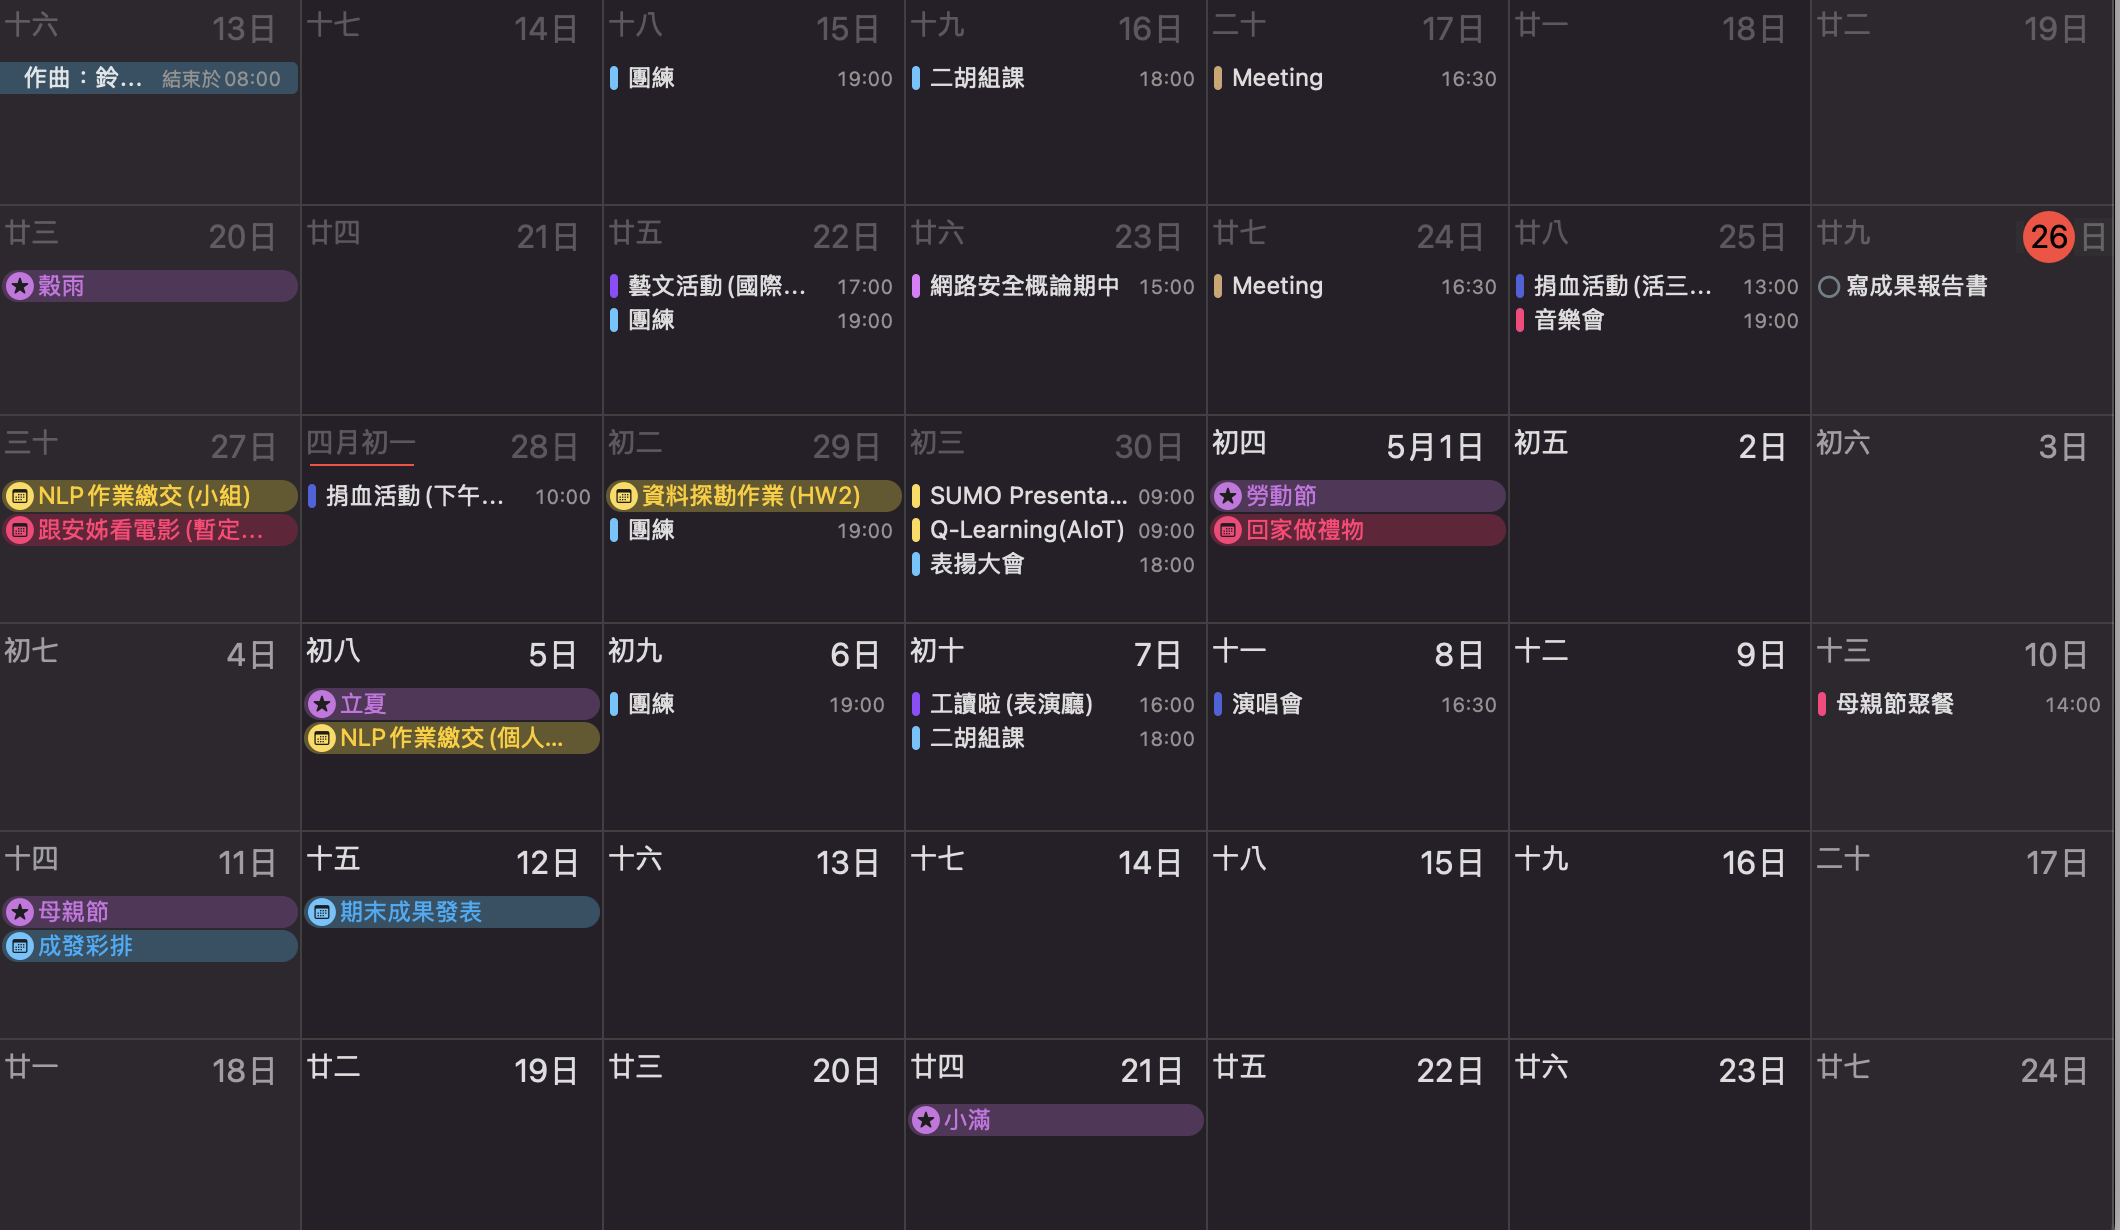 十六 13日 十七 14日 十八 15日 十九 16日 二十 17日 廿一 18日 廿二 19日
作曲：鈴... 結束於08:00 團練 19:00 二胡組課 18:00 Meeting 16:30
廿三 20日 廿四 21日 廿五 22日 廿六 23日 廿七 24日 廿八 25日 廿九 26日
穀雨 藝文活動(國際... 17:00 網路安全概論期中 15:00 Meeting 16:30 捐血活動(活三... 13:00 寫成果報告書
團練 19:00 音樂會 19:00
三十 27日 四月初一 28日 初二 29日 初三 30日 初四 5月1日 初五 2日 初六 3日
NLP作業繳交(小組) 捐血活動(下午... 10:00 資料探勘作業(HW2) SUMO Presenta... 09:00 勞動節
跟安姊看電影(暫定... 團練 19:00 Q-Learning(AIoT) 09:00 回家做禮物
表揚大會 18:00
初七 4日 初八 5日 初九 6日 初十 7日 十一 8日 十二 9日 十三 10日
立夏 團練 19:00 工讀啦(表演廳) 16:00 演唱會 16:30 母親節聚餐 14:00
NLP作業繳交(個人... 二胡組課 18:00
十四 11日 十五 12日 十六 13日 十七 14日 十八 15日 十九 16日 二十 17日
母親節 期末成果發表
成發彩排
廿一 18日 廿二 19日 廿三 20日 廿四 21日 廿五 22日 廿六 23日 廿七 24日
小滿